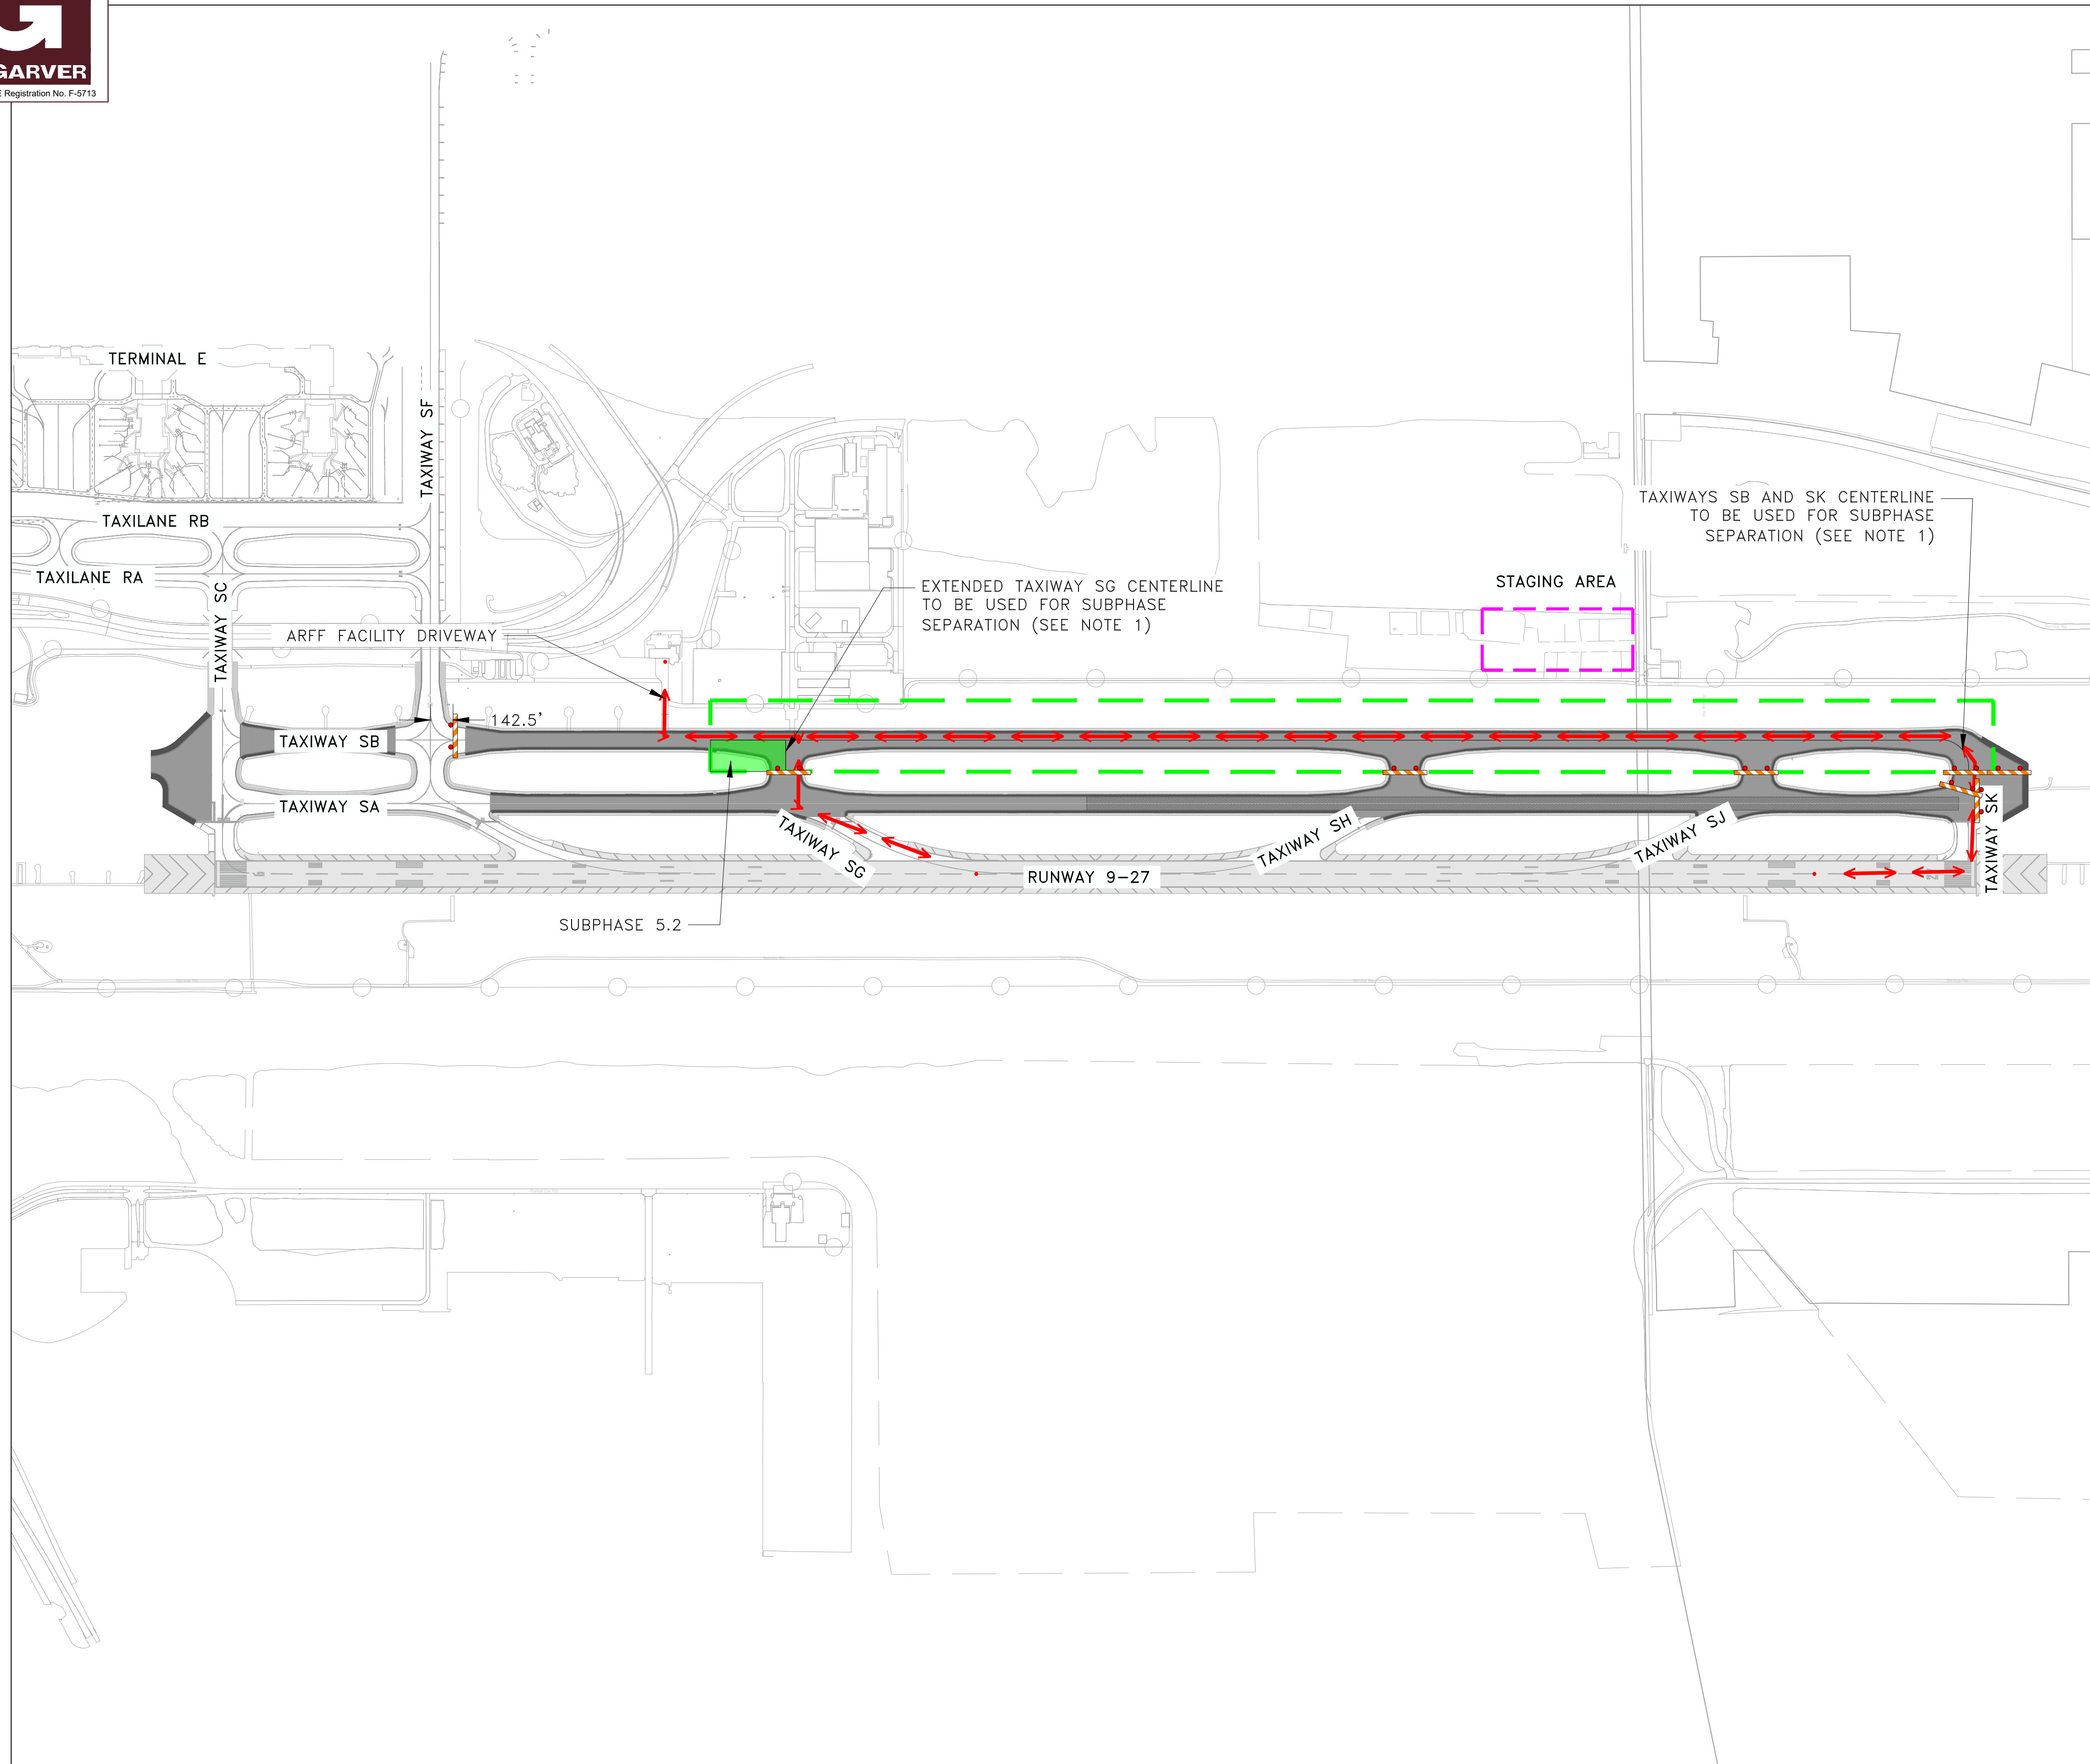 GARVER
E Registration No. F-5713
TERMINAL E
TAXIWAY SF
TAXILANE RB
TAXILANE RA
TAXIWAY SC
ARFF FACILITY DRIVEWAY
EXTENDED TAXIWAY SG CENTERLINE
TO BE USED FOR SUBPHASE
SEPARATION (SEE NOTE 1)
STAGING AREA
TAXIWAYS SB AND SK CENTERLINE
TO BE USED FOR SUBPHASE
SEPARATION (SEE NOTE 1)
142.5'
TAXIWAY SB
TAXIWAY SA
TAXIWAY SG
TAXIWAY SH
TAXIWAY SJ
TAXIWAY SK
RUNWAY 9-27
SUBPHASE 5.2